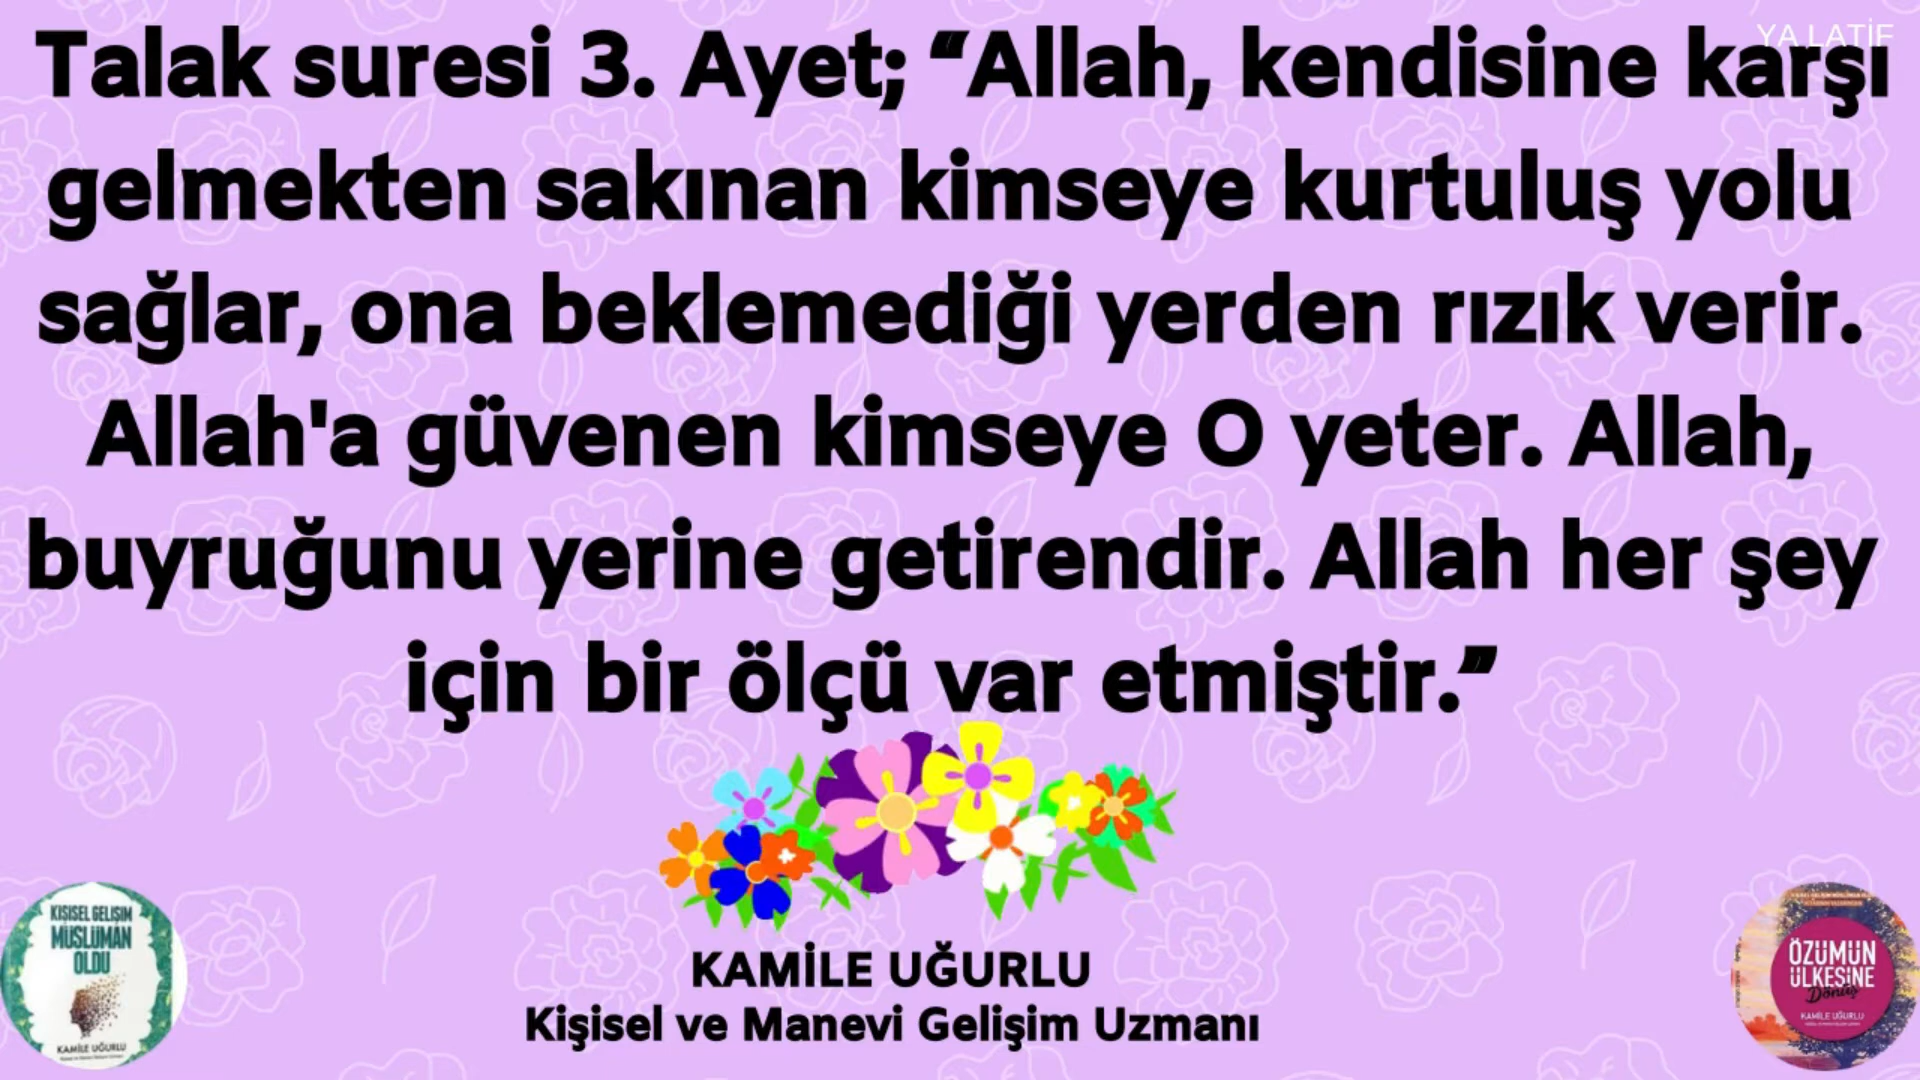 YA LATİF
Talak suresi 3. Ayet; “Allah, kendisine karşı
gelmekten sakınan kimseye kurtuluş yolu
sağlar, ona beklemediği yerden rızık verir.
Allah'a güvenen kimseye O yeter. Allah,
buyruğunu yerine getirendir. Allah her şey
için bir ölçü var etmiştir.”
KİŞİSEL GELİŞİM
MÜSLÜMAN
OLDU
KAMİLE UĞURLU
KAMİLE UĞURLU
Kişisel ve Manevi Gelişim Uzmanı
ÖZÜMÜN
ÜLKESİNE
Dönüş
KAMİLE UĞURLU